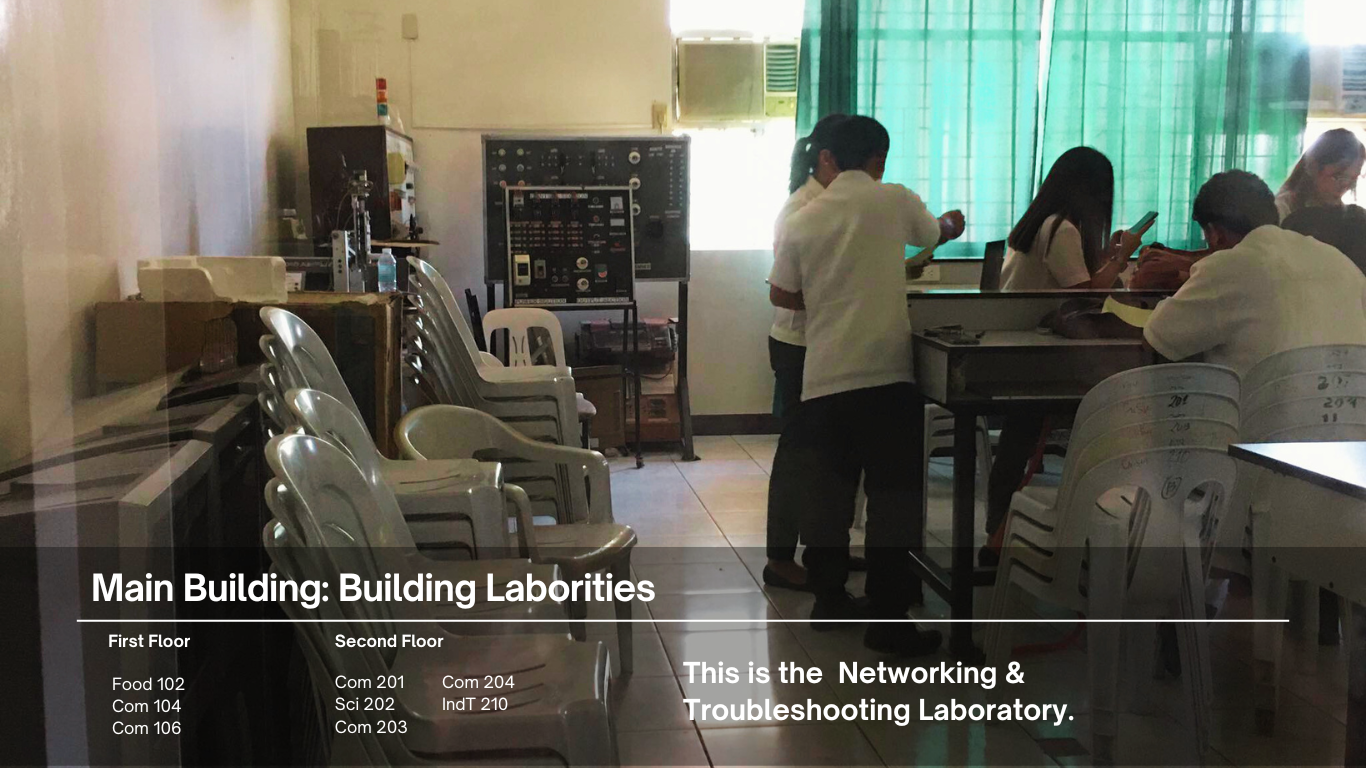 Main Building: Building Laborities
First Floor
Food 102
Com 104
Com 106
Second Floor
Com 201
Sci 202
Com 203
Com 204
IndT 210
This is the Networking &
Troubleshooting Laboratory.